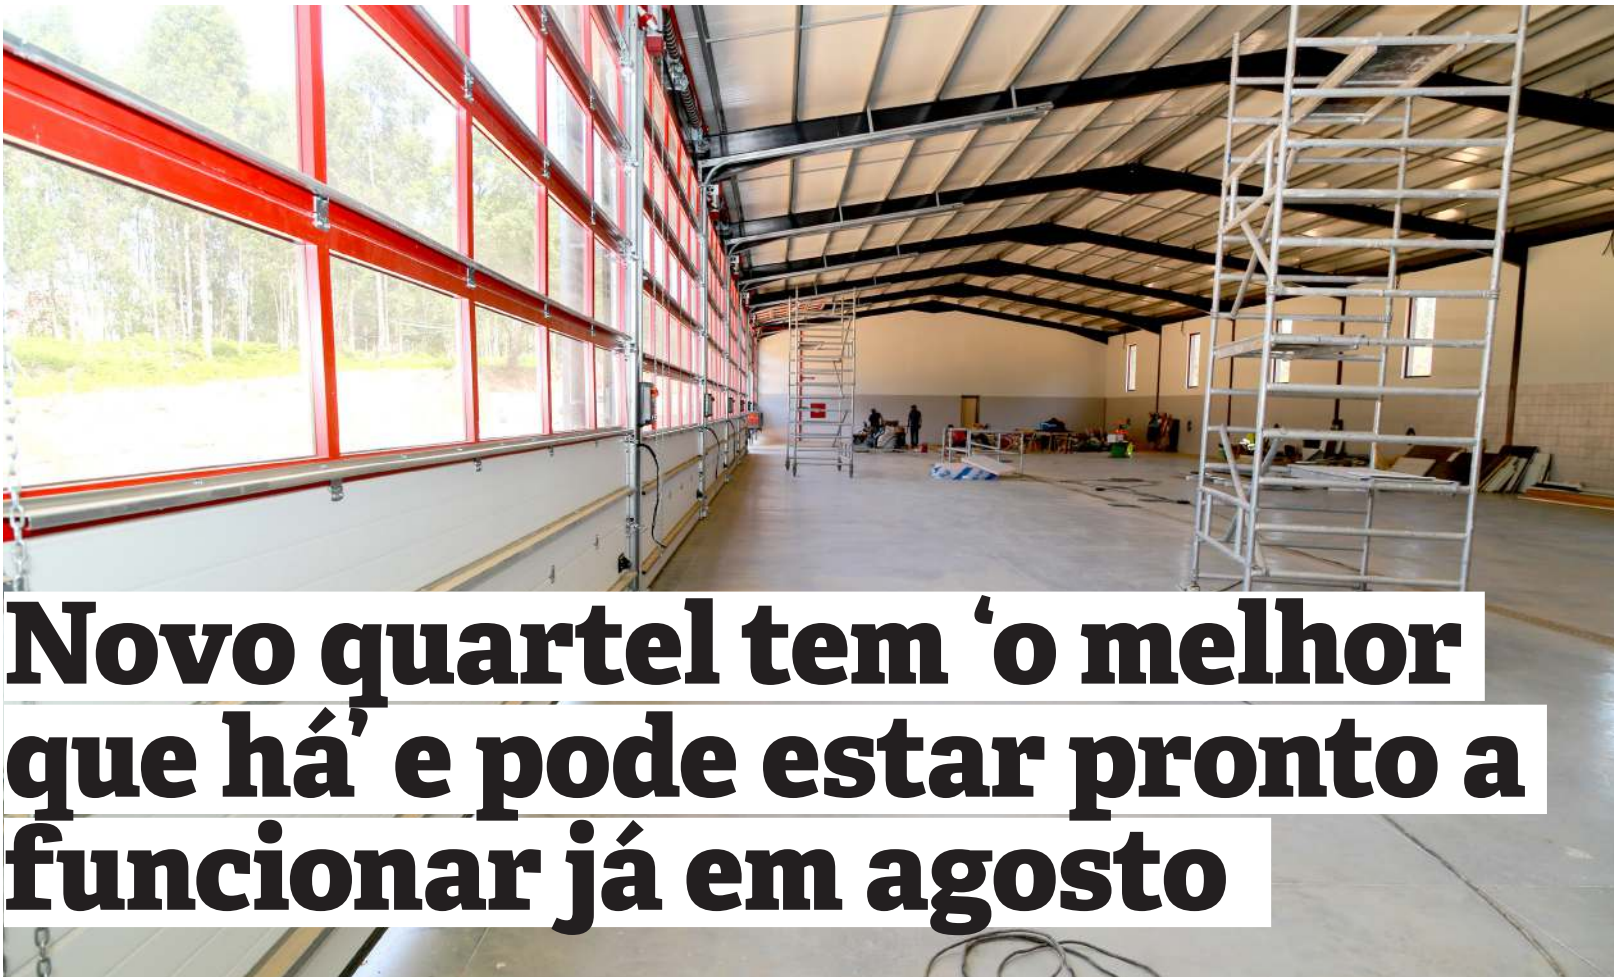 Novo quartel tem ‘o melhor
que há’ e pode estar pronto a
funcionar já em agosto